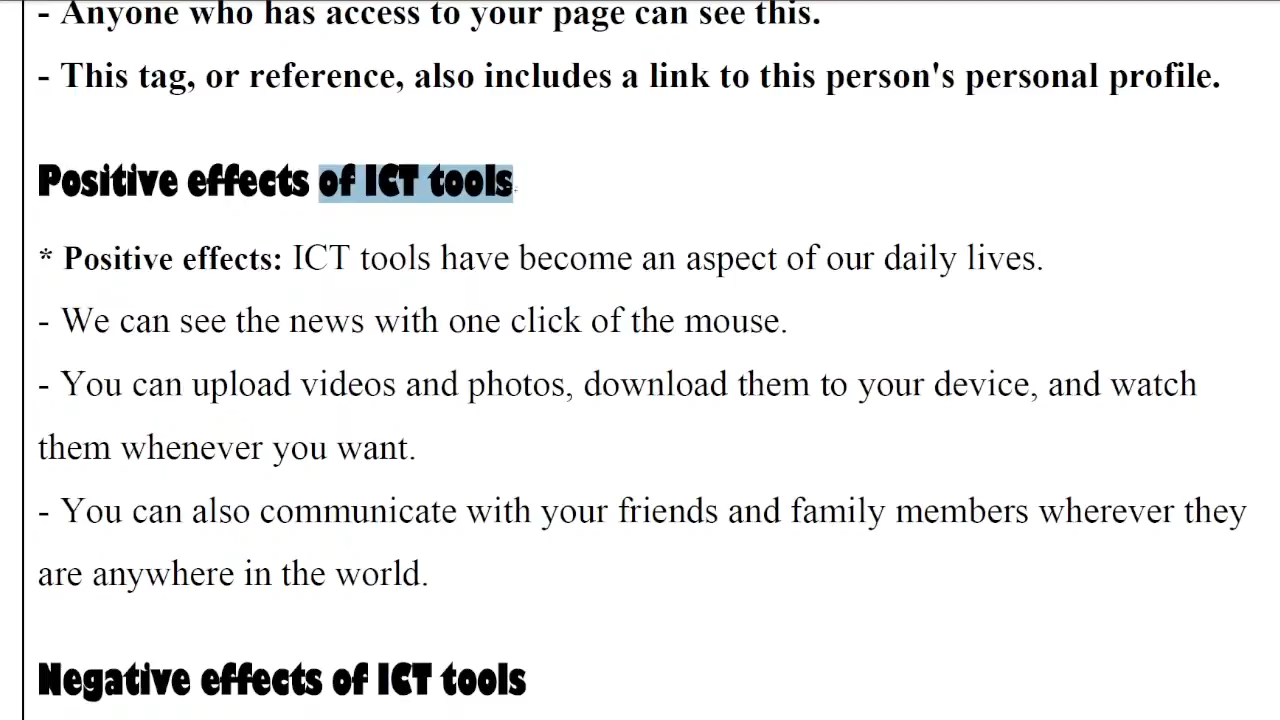 - Anyone who has access to your page can see this.
- This tag, or reference, also includes a link to this person's personal profile.
Positive effects of ICT tools
* Positive effects: ICT tools have become an aspect of our daily lives.
- We can see the news with one click of the mouse.
- You can upload videos and photos, download them to your device, and watch
them whenever you want.
- You can also communicate with your friends and family members wherever they
are anywhere in the world.
Negative effects of ICT tools